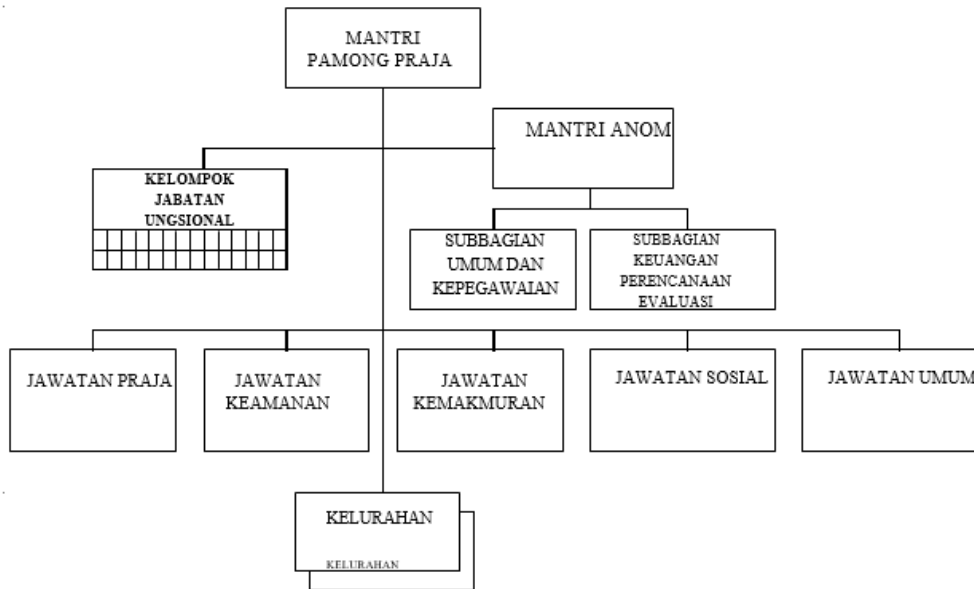 MANTRI
PAMONG PRAJA
MANTRI ANOM
KELOMPOK
JABATAN
UNGSIONAL
SUBBAGIAN
UMUM DAN
KEPEGAWAIAN
SUBBAGIAN
KEUANGAN
PERENCANAAN
EVALUASI
JAWATAN PRAJA
JAWATAN
KEAMANAN
JAWATAN
KEMAKMURAN
JAWATAN SOSIAL
JAWATAN UMUM
KELURAHAN
KELURAHAN